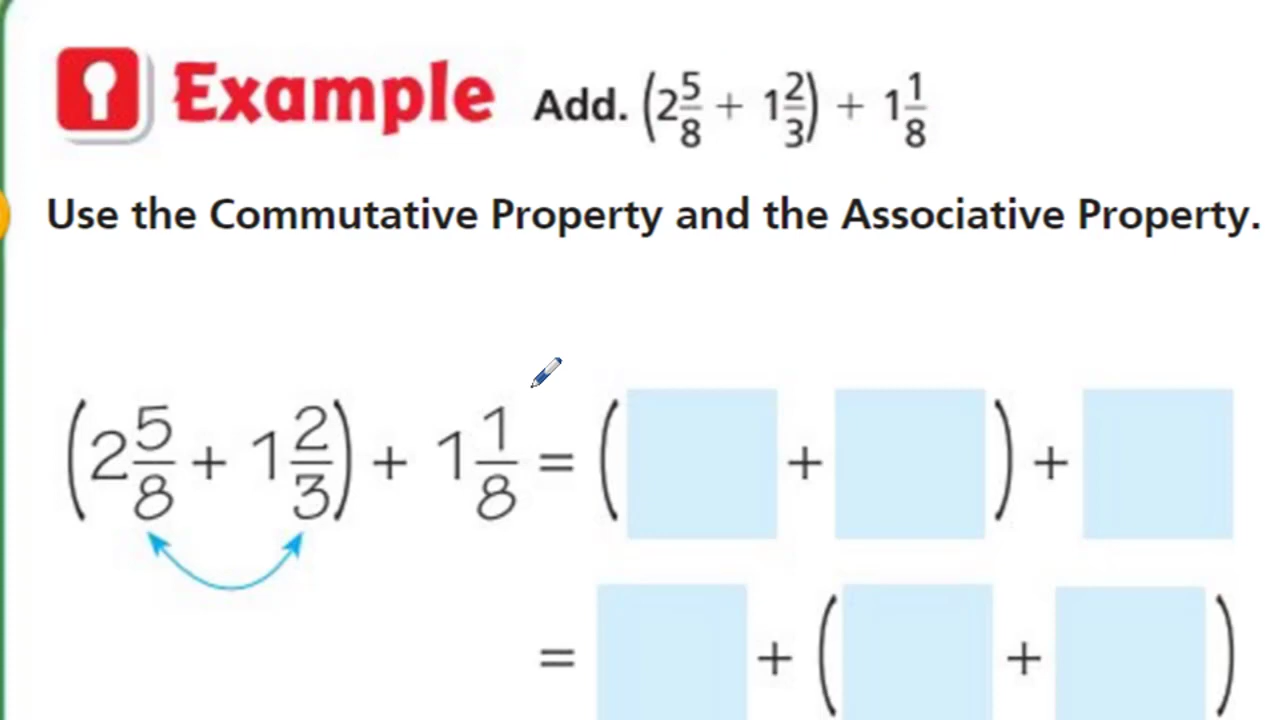 Example Add. (2 5/8 + 1 2/3) + 1 1/8
Use the Commutative Property and the Associative Property.
(2 5/8 + 1 2/3) + 1 1/8 = ( + ) +
= + ( + )